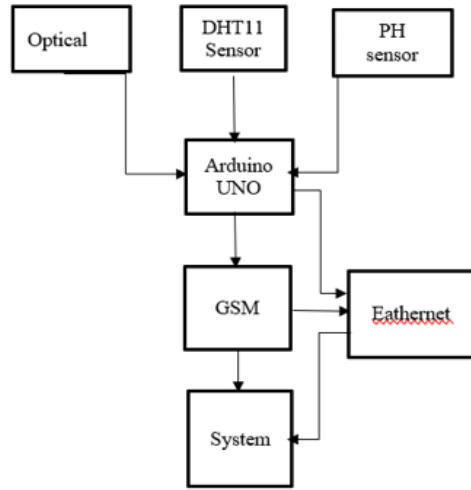 Optical
DHT11
Sensor
PH
sensor
Arduino
UNO
GSM
Eathernet
System